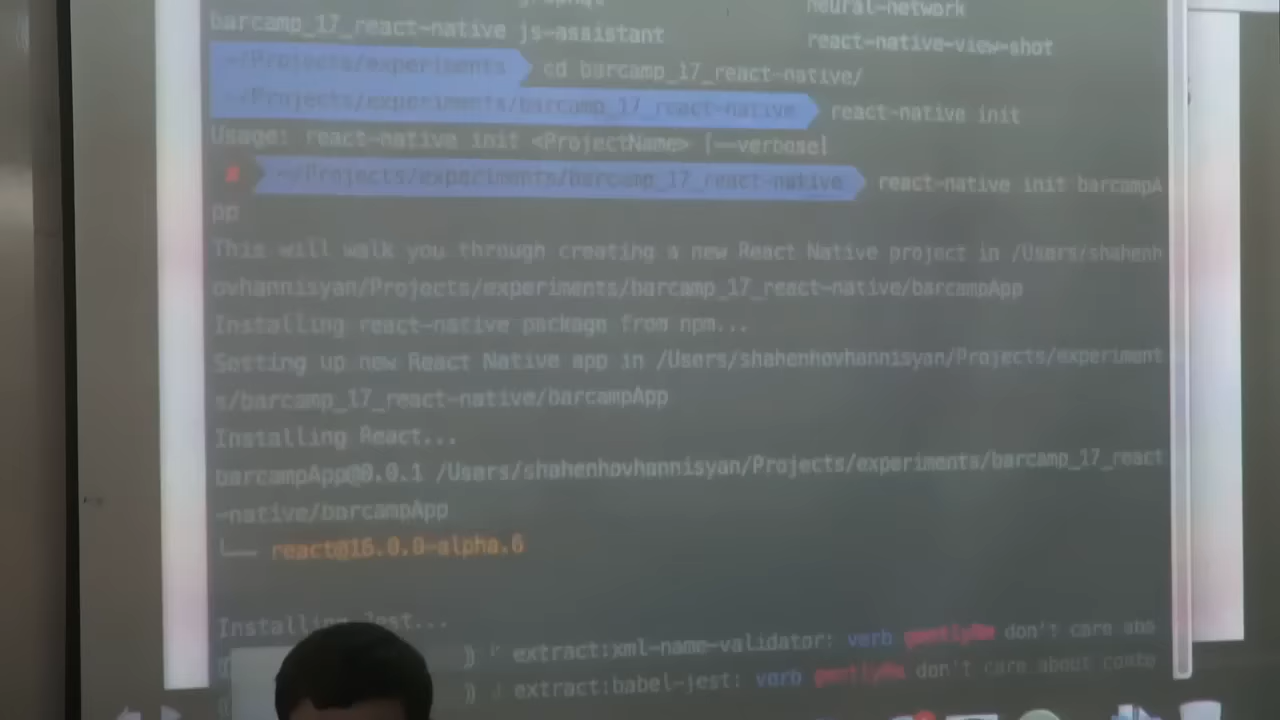 graphql neural-network
barcamp_17_react-native js-assistant react-native-view-shot
~/Projects/experiments cd barcamp_17_react-native/
~/Projects/experiments/barcamp_17_react-native react-native init
Usage: react-native init <ProjectName> [--verbose]
~/Projects/experiments/barcamp_17_react-native react-native init barcampA
pp
This will walk you through creating a new React Native project in /Users/shahenh
ovhannisyan/Projects/experiments/barcamp_17_react-native/barcampApp
Installing react-native package from npm...
Setting up new React Native app in /Users/shahenhovhannisyan/Projects/experiment
s/barcamp_17_react-native/barcampApp
Installing React...
barcampApp@0.0.1 /Users/shahenhovhannisyan/Projects/experiments/barcamp_17_react
-native/barcampApp
└── react@16.0.0-alpha.6
Installing Jest...
) ⸩ extract:xml-name-validator: verb gentlyRm don't care abo
) ⸩ extract:babel-jest: verb gentlyRm don't care about conte